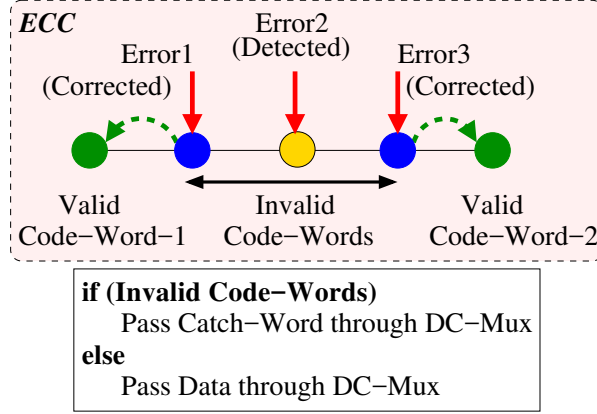 ECC
Error2
(Detected)
Error1
(Corrected)
Error3
(Corrected)
Valid
Code−Word−1
Invalid
Code−Words
Valid
Code−Word−2
if (Invalid Code−Words)
Pass Catch−Word through DC−Mux
else
Pass Data through DC−Mux